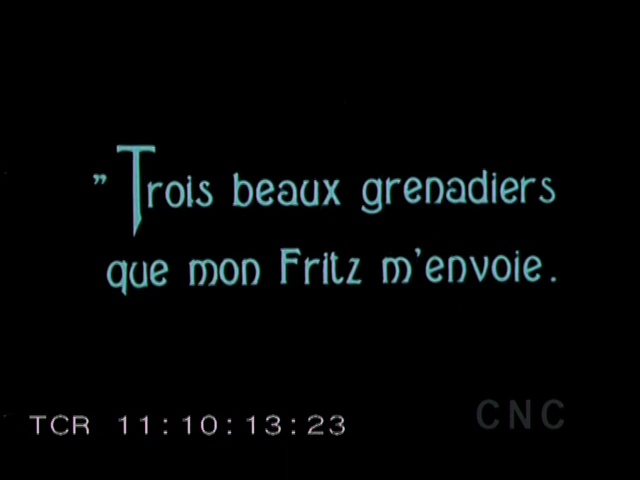 " Trois beaux grenadiers
que mon Fritz m'envoie.
CNC
TCR 11:10:13:23